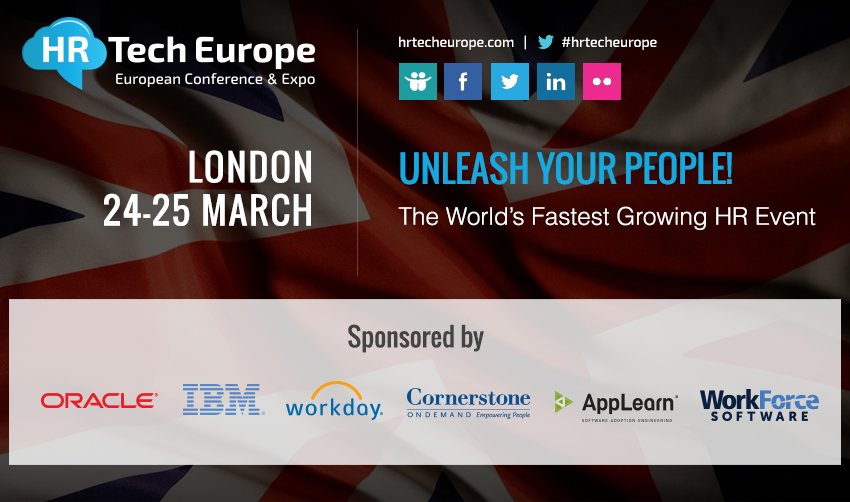 HR Tech Europe
European Conference & Expo
hrtecheurope.com | #hrtecheurope
f in
LONDON
24-25 MARCH
UNLEASH YOUR PEOPLE!
The World's Fastest Growing HR Event
Sponsored by
ORACLE®
IBM®
workday®
Cornerstone
ONDEMAND Empowering People
AppLearn
SOFTWARE ADOPTION ENGINEERING
WorkForce
SOFTWARE